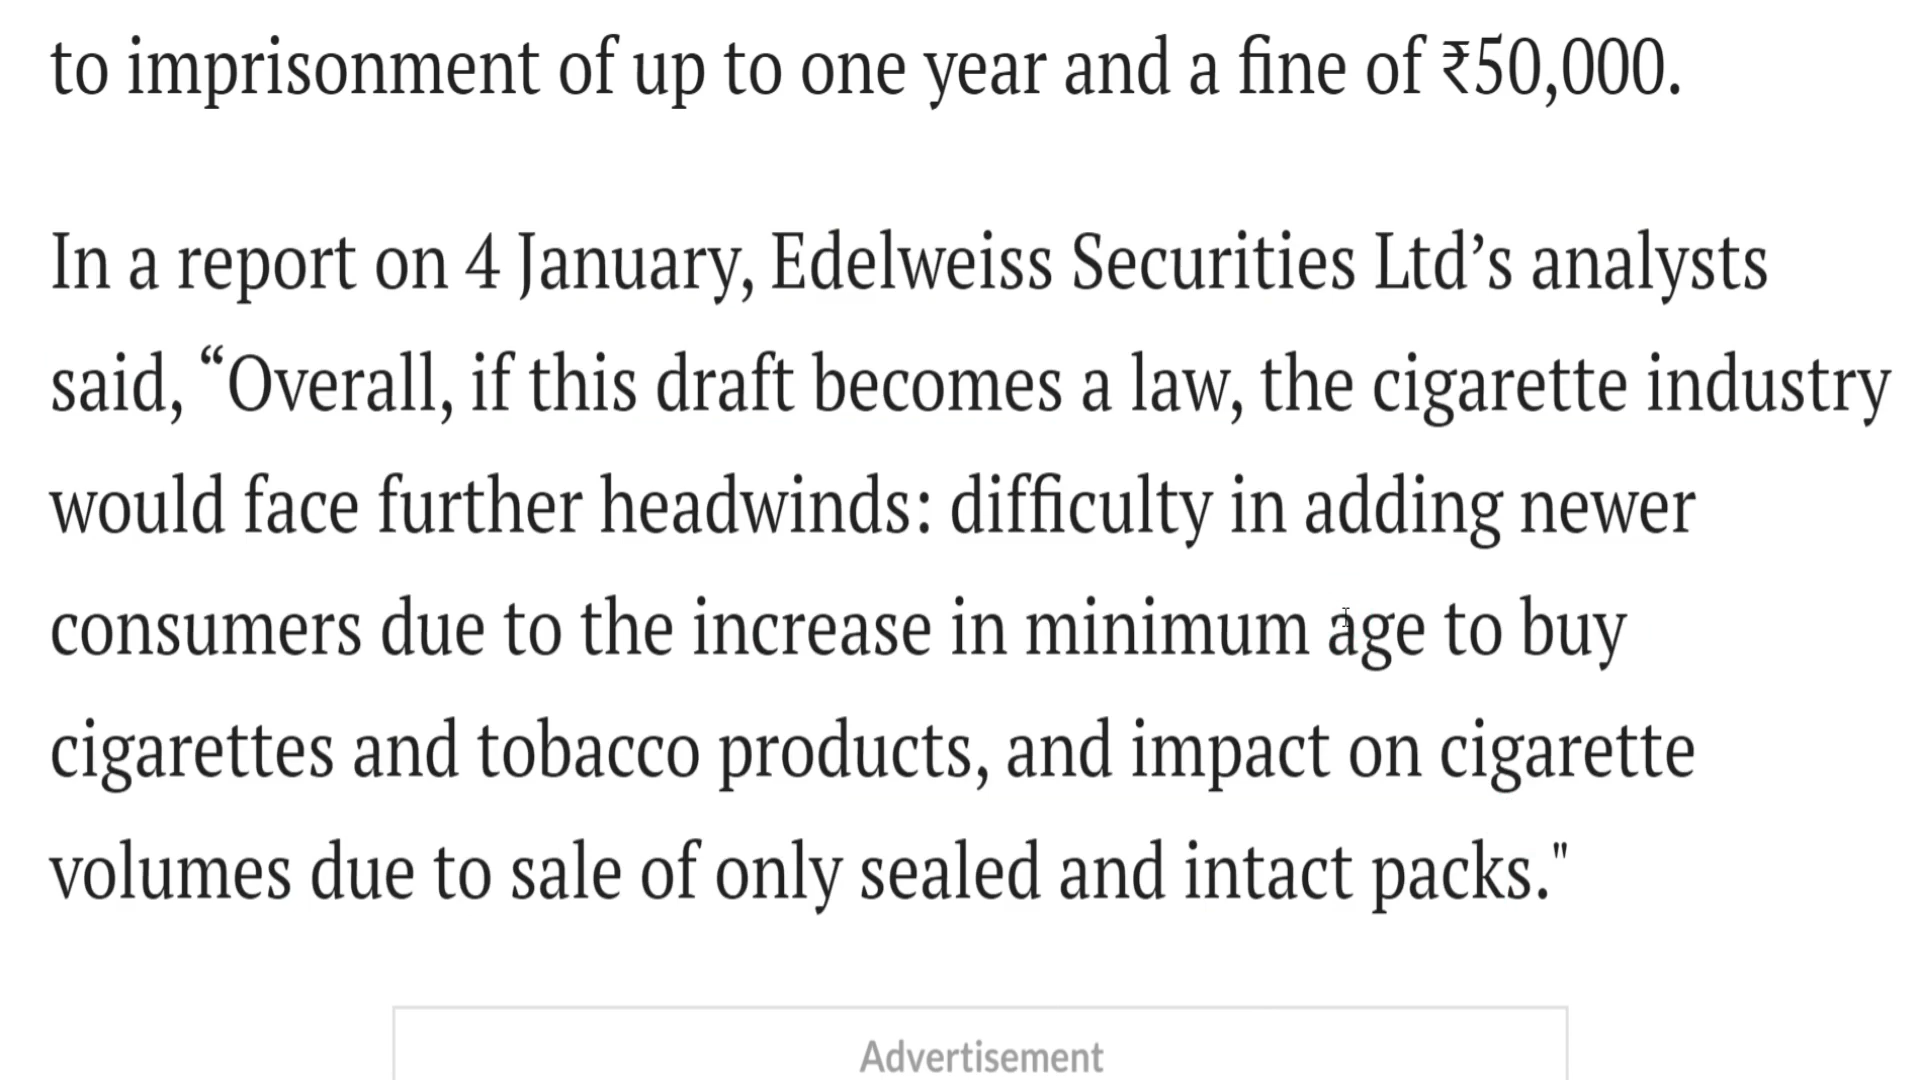 to imprisonment of up to one year and a fine of ₹50,000.
In a report on 4 January, Edelweiss Securities Ltd’s analysts
said, “Overall, if this draft becomes a law, the cigarette industry
would face further headwinds: difficulty in adding newer
consumers due to the increase in minimum age to buy
cigarettes and tobacco products, and impact on cigarette
volumes due to sale of only sealed and intact packs."
Advertisement